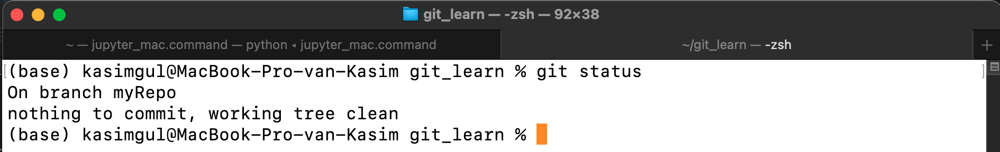 git_learn — -zsh — 92×38
~ — jupyter_mac.command — python ◂ jupyter_mac.command
~/git_learn — -zsh
+
[(base) kasimgul@MacBook-Pro-van-Kasim git_learn % git status ]
On branch myRepo
nothing to commit, working tree clean
(base) kasimgul@MacBook-Pro-van-Kasim git_learn %